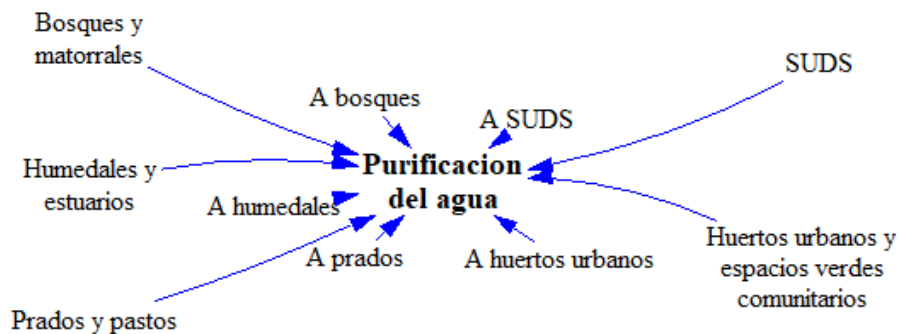 Bosques y
matorrales
SUDS
A bosques
A SUDS
Purificacion
del agua
Humedales y
estuarios
A humedales
A prados
A huertos urbanos
Huertos urbanos y
espacios verdes
comunitarios
Prados y pastos